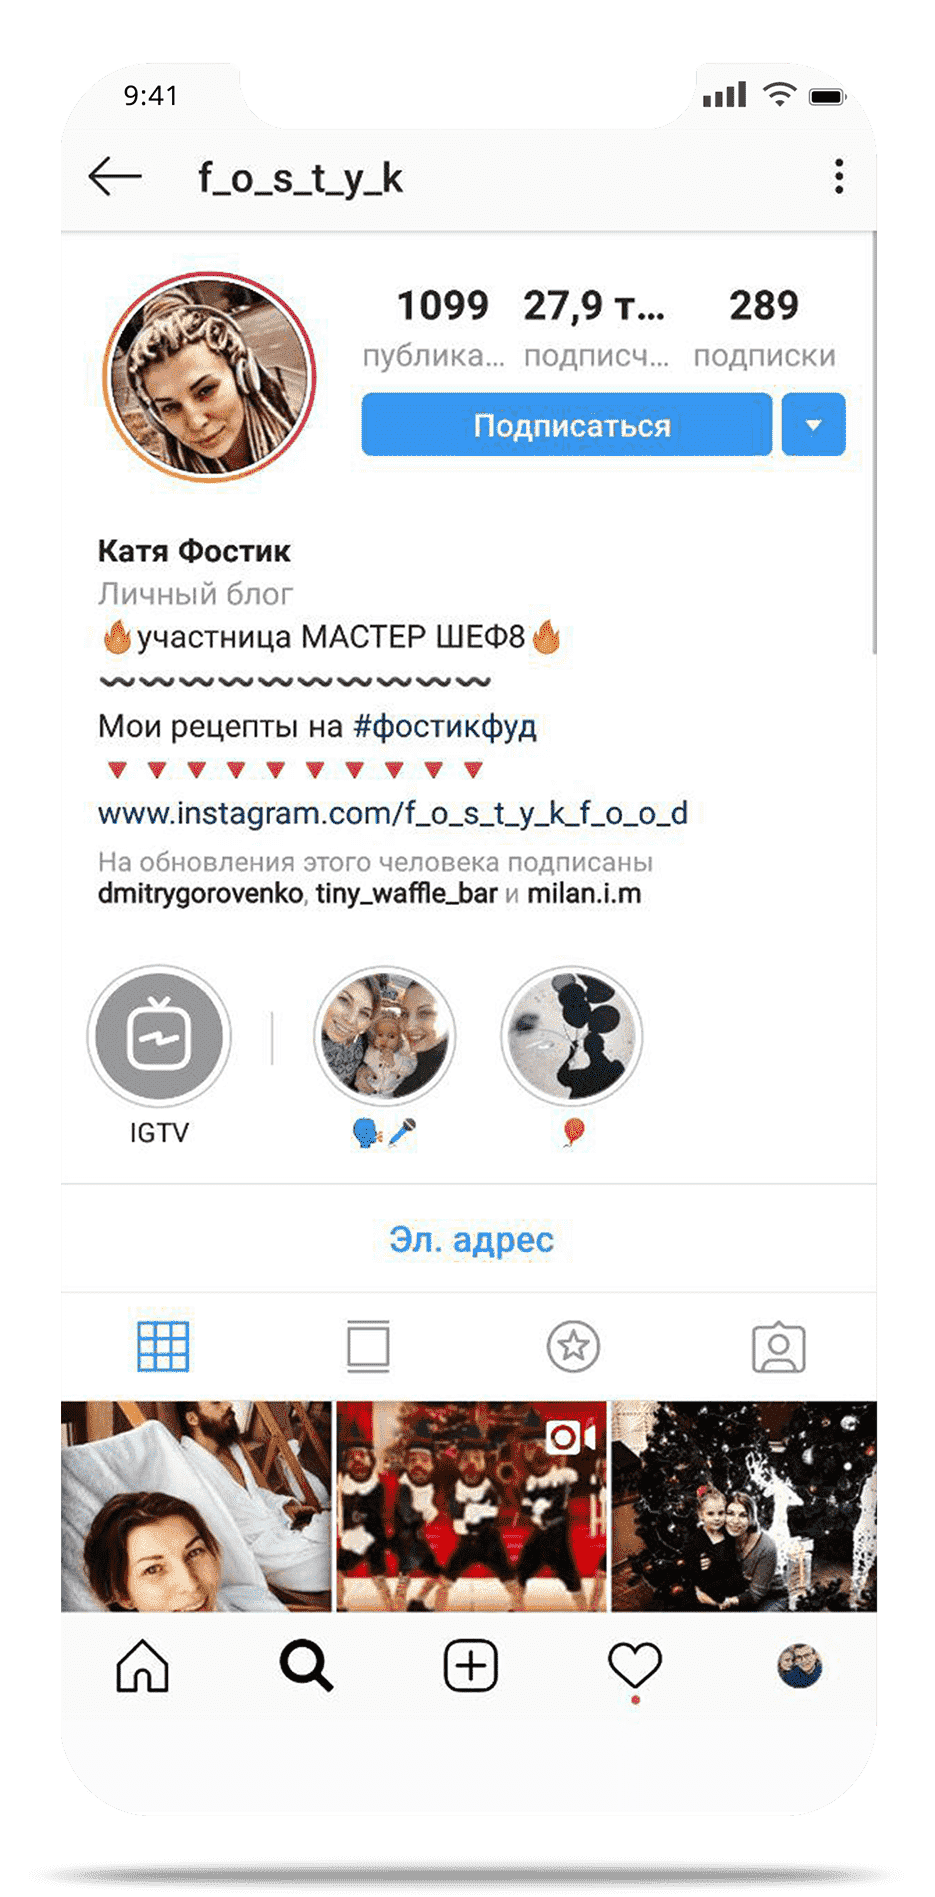 9:41
f_o_s_t_y_k
1099 27,9 т... 289
публика... подписч... подписки
Подписаться
Катя Фостик
Личный блог
🔥участница МАСТЕР ШЕФ8🔥
Мои рецепты на #фостикфуд
www.instagram.com/f_o_s_t_y_k_f_o_o_d
На обновления этого человека подписаны
dmitrygorovenko, tiny_waffle_bar и milan.i.m
IGTV
Эл. адрес